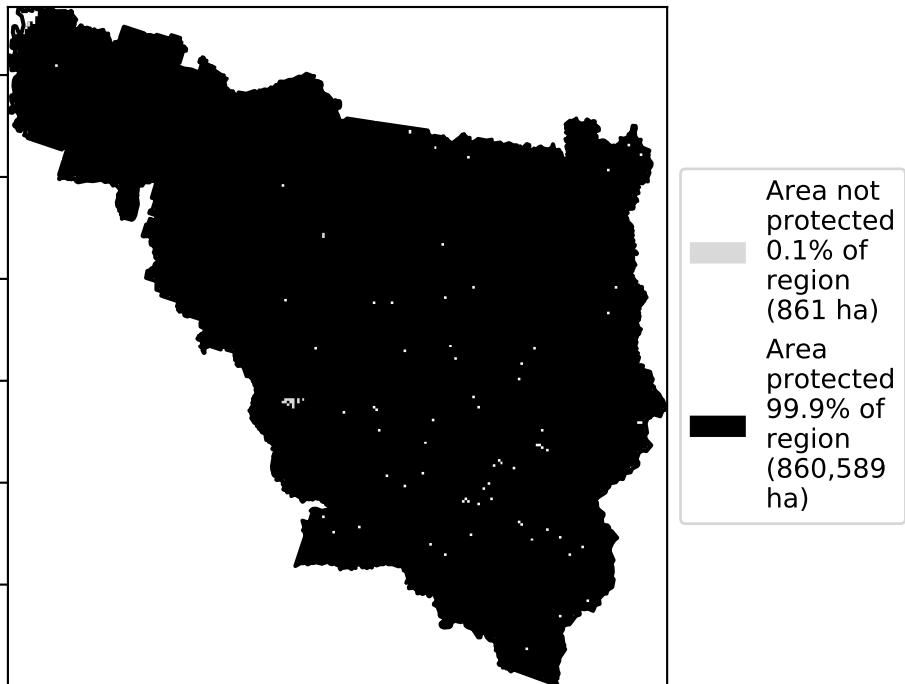 Area not
protected
0.1% of
region
(861 ha)
Area
protected
99.9% of
region
(860,589
ha)